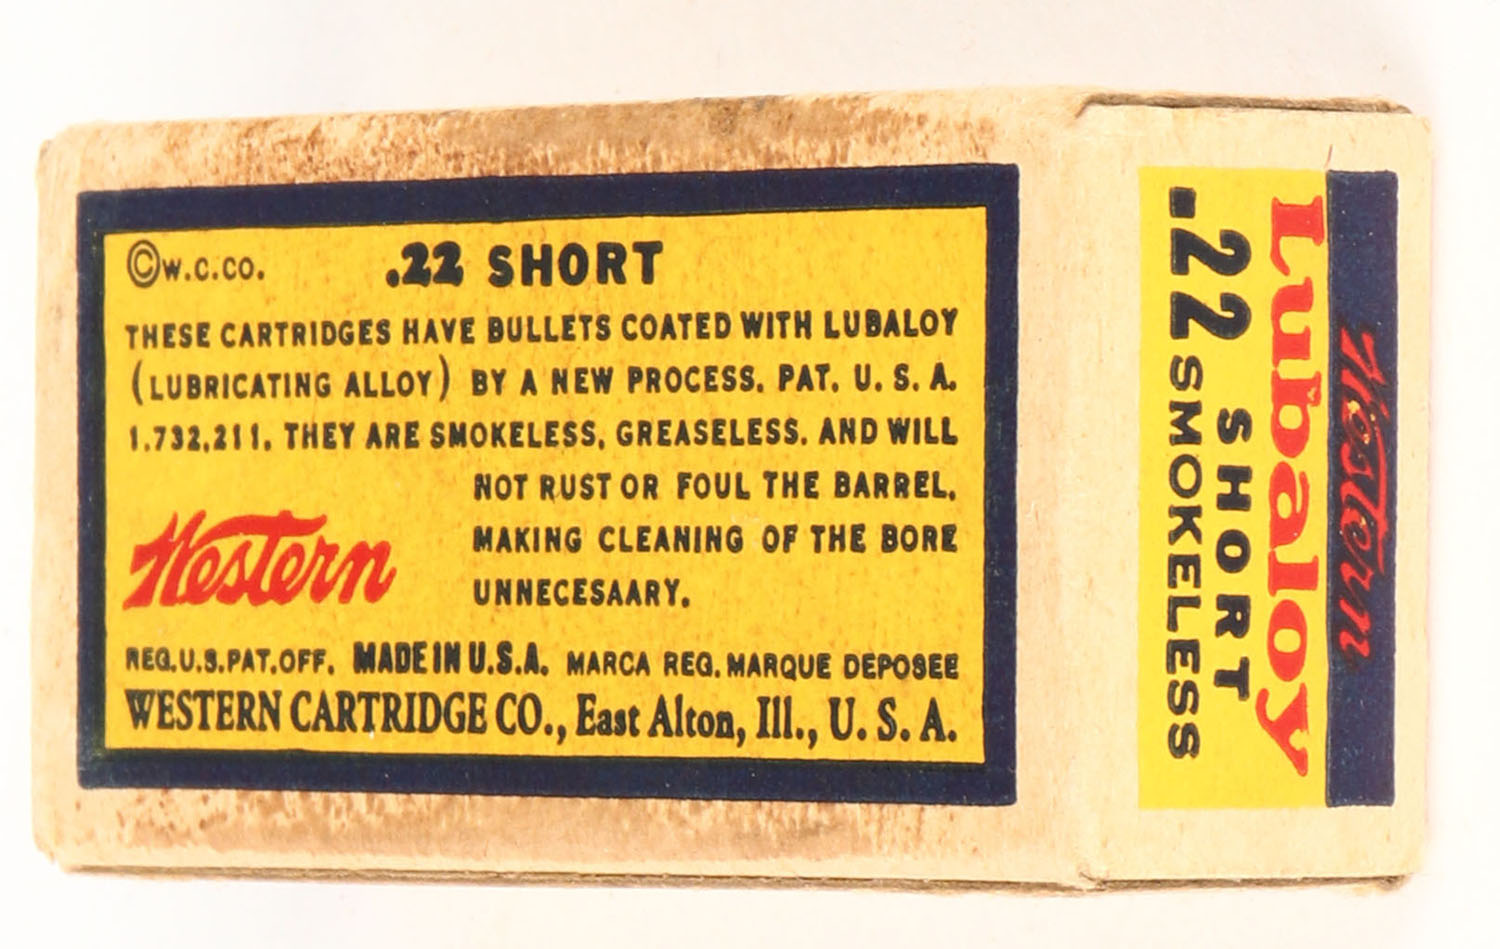 ©W.C.CO. .22 SHORT
THESE CARTRIDGES HAVE BULLETS COATED WITH LUBALOY
(LUBRICATING ALLOY) BY A NEW PROCESS. PAT. U. S. A.
1,732,211. THEY ARE SMOKELESS, GREASELESS. AND WILL
NOT RUST OR FOUL THE BARREL,
MAKING CLEANING OF THE BORE
UNNECESAARY.
Western
REG.U.S.PAT.OFF. MADE IN U.S.A. MARCA REG. MARQUE DEPOSEE
WESTERN CARTRIDGE CO., East Alton, Ill., U. S. A.
Western
Lubaloy
.22 SHORT
SMOKELESS